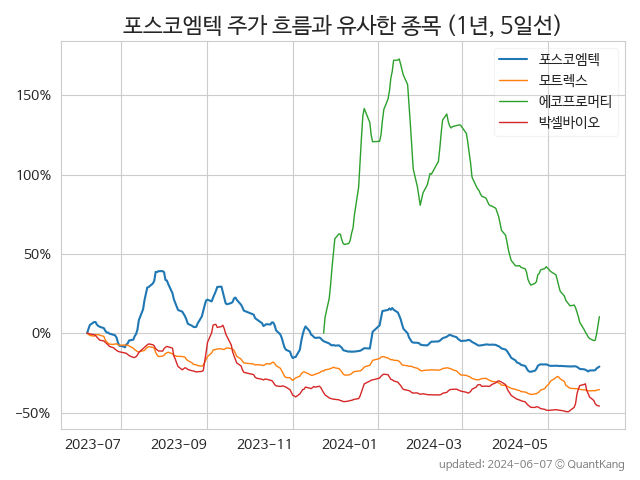 포스코엠텍 주가 흐름과 유사한 종목 (1년, 5일선)
포스코엠텍
모트렉스
에코프로머티
박셀바이오
150%
100%
50%
0%
−50%
2023-07
2023-09
2023-11
2024-01
2024-03
2024-05
updated: 2024-06-07 © QuantKang